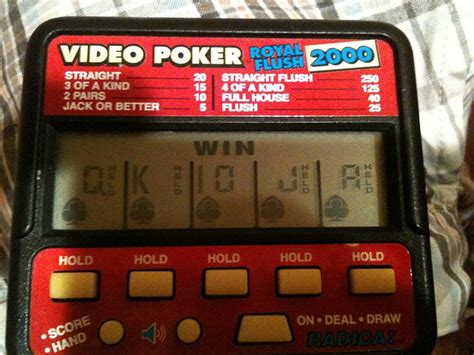 VIDEO POKER ROYAL FLUSH 2000
STRAIGHT 20 STRAIGHT FLUSH 250
3 OF A KIND 15 4 OF A KIND 125
2 PAIRS 10 FULL HOUSE 40
JACK OR BETTER 5 FLUSH 25
WIN
Q HELD K HELD 10 HELD J HELD A HELD
HOLD HOLD HOLD HOLD HOLD
• SCORE
• HAND
ON • DEAL • DRAW
RADICA